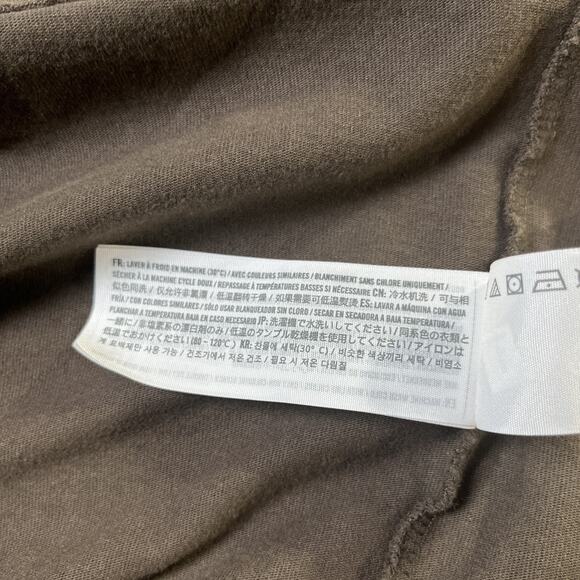 FR: LAVER À FROID EN MACHINE (30°C) / AVEC COULEURS SIMILAIRES / BLANCHIMENT SANS CHLORE UNIQUEMENT /
SÉCHER À LA MACHINE CYCLE DOUX / REPASSAGE À TEMPÉRATURES BASSES SI NÉCESSAIRE CN: 冷水机洗 / 可与相
似色同洗 / 仅允许非氯漂 / 低温翻转干燥 / 如果需要可低温熨烫 ES: LAVAR A MÁQUINA CON AGUA
FRÍA / CON COLORES SIMILARES / SÓLO USAR BLANQUEADOR SIN CLORO / SECAR EN SECADORA A BAJA TEMPERATURA /
PLANCHAR A TEMPERATURA BAJA EN CASO NECESARIO JP: 洗濯機で水洗いしてください / 同系色の衣類と
一緒に / 非塩素系の漂白剤のみ / 低温のタンブル乾燥機を使用してください / アイロンは
低温でおかけください (80 - 120℃) KR: 찬물에 세탁(30° C) / 비슷한 색상끼리 세탁 / 비염소
계 표백제만 사용 가능 / 건조기에서 저온 건조 / 필요 시 저온 다림질